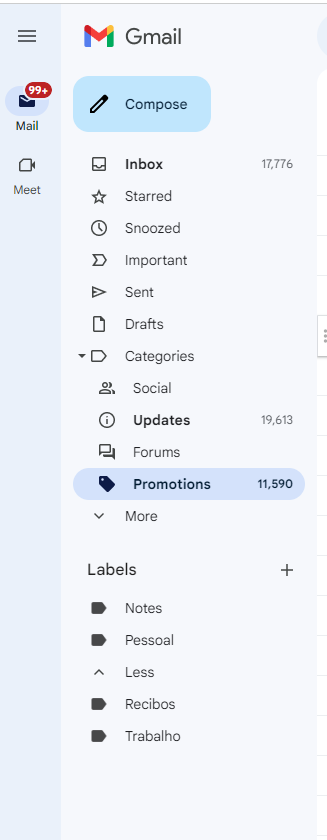 Gmail
99+
Mail
Meet
Compose
Inbox 17,776
Starred
Snoozed
Important
Sent
Drafts
Categories
Social
Updates 19,613
Forums
Promotions 11,590
More
Labels
Notes
Pessoal
Less
Recibos
Trabalho